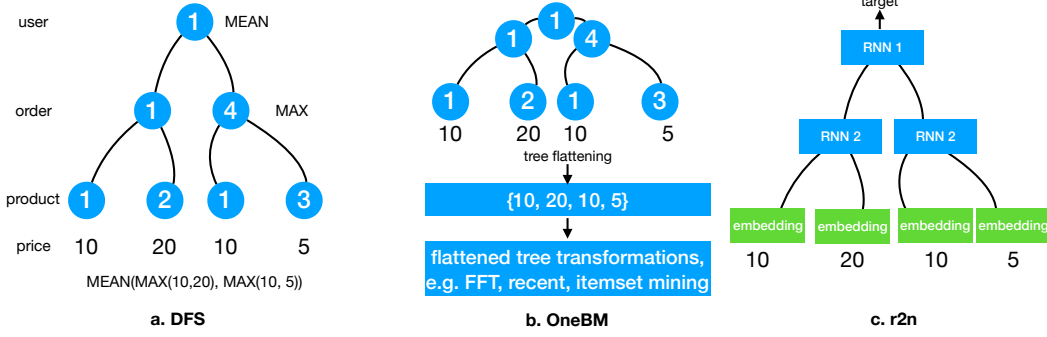 user
1
MEAN
order
1
4
MAX
product
1
2
1
3
price
10
20
10
5
MEAN(MAX(10,20), MAX(10, 5))
a. DFS
1
1
4
1
2
1
3
10
20
10
5
tree flattening
{10, 20, 10, 5}
flattened tree transformations,
e.g. FFT, recent, itemset mining
b. OneBM
target
RNN 1
RNN 2
RNN 2
embedding
embedding
embedding
embedding
10
20
10
5
c. r2n